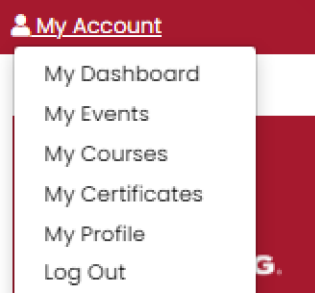 My Account
My Dashboard
My Events
My Courses
My Certificates
My Profile
Log Out
G.